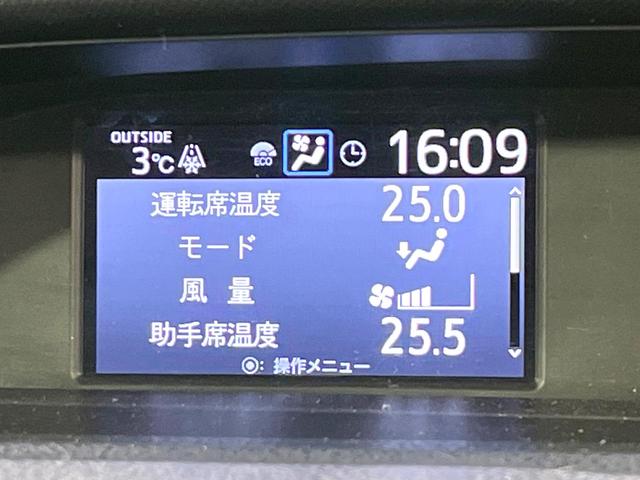 OUTSIDE
3℃ ECO 16:09
運転席温度 25.0
モード
風量
助手席温度 25.5
◉: 操作メニュー